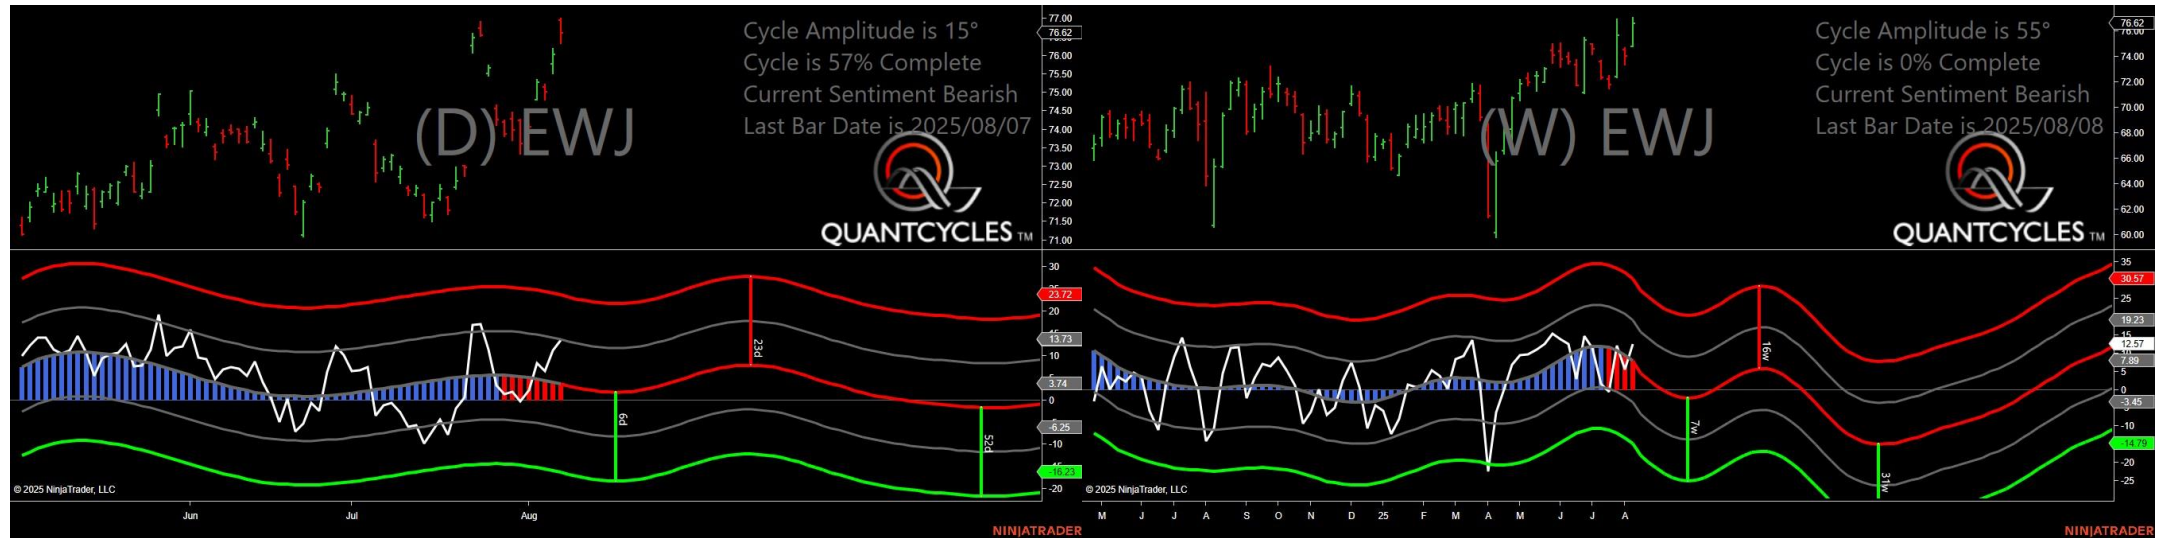 Cycle Amplitude is 15°
Cycle is 57% Complete
Current Sentiment Bearish
Last Bar Date is 2025/08/07
(D) EWJ
QUANTCYCLES TM
77.00
76.62
76.00
75.50
75.00
74.50
74.00
73.50
73.00
72.50
72.00
71.50
71.00
30
23.72
20
13.73
10
3.74
0
-6.25
-10
-16.23
-20
6d
23d
52d
© 2025 NinjaTrader, LLC
Jun
Jul
Aug
NINJATRADER
Cycle Amplitude is 55°
Cycle is 0% Complete
Current Sentiment Bearish
Last Bar Date is 2025/08/08
(W) EWJ
QUANTCYCLES TM
76.62
76.00
74.00
72.00
70.00
68.00
66.00
64.00
62.00
60.00
35
30.57
25
19.23
15
12.57
7.89
5
0
-3.45
-10
-14.79
-20
-25
7w
16w
31w
© 2025 NinjaTrader, LLC
M J J A S O N D 25 F M A M J J A
NINJATRADER